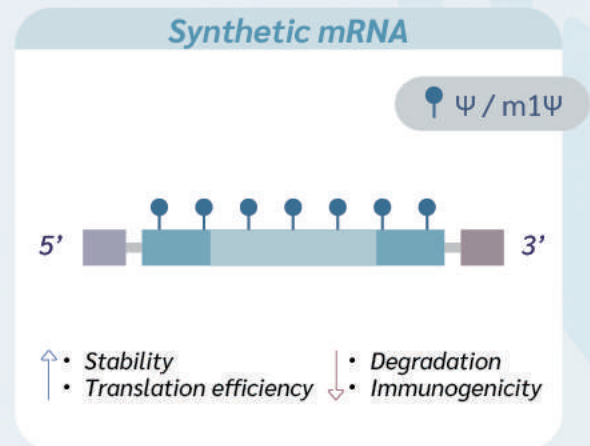 Synthetic mRNA
Ψ / m1Ψ
5’ 3’
• Stability
• Translation efficiency
• Degradation
• Immunogenicity